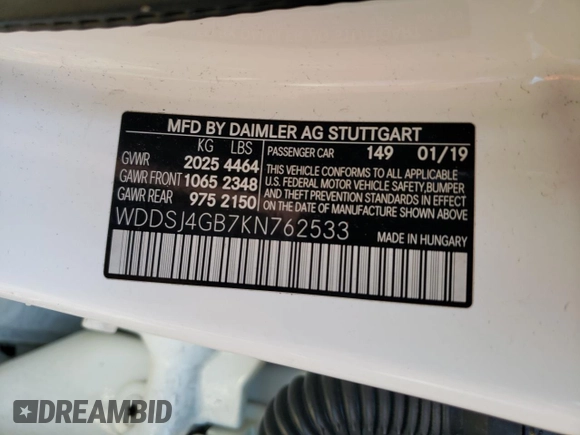 MFD BY DAIMLER AG STUTTGART
KG LBS
GVWR 2025 4464
GAWR FRONT 1065 2348
GAWR REAR 975 2150
PASSENGER CAR 149 01/19
THIS VEHICLE CONFORMS TO ALL APPLICABLE
U.S. FEDERAL MOTOR VEHICLE SAFETY, BUMPER
AND THEFT PREVENTION STANDARDS IN EFFECT
ON THE DATE OF MANUFACTURE SHOWN ABOVE.
MADE IN HUNGARY
WDDSJ4GB7KN762533
DREAMBID